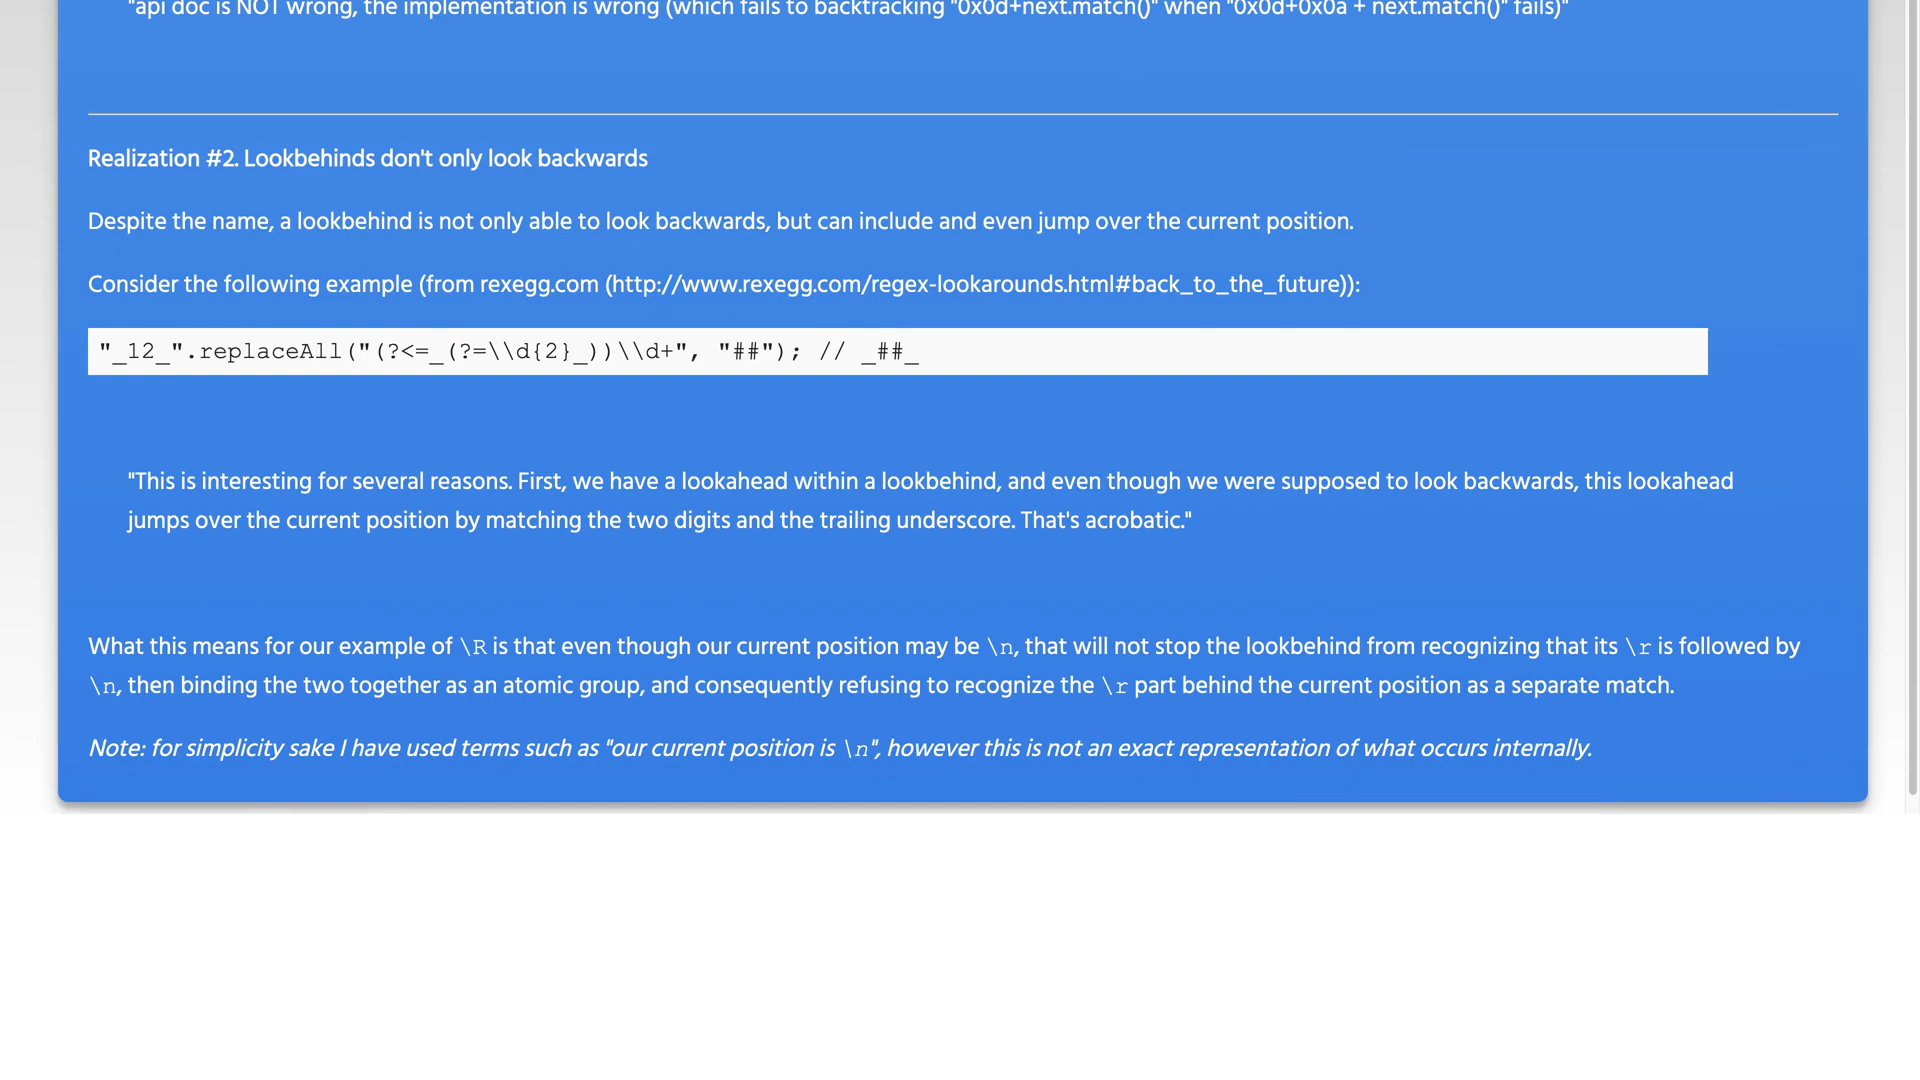 "api doc is NOT wrong, the implementation is wrong (which fails to backtracking "0x0d+next.match()" when "0x0d+0x0a + next.match()" fails)"
Realization #2. Lookbehinds don't only look backwards
Despite the name, a lookbehind is not only able to look backwards, but can include and even jump over the current position.
Consider the following example (from rexegg.com (http://www.rexegg.com/regex-lookarounds.html#back_to_the_future)):
"_12_".replaceAll("(?<=_(?=\\d{2}_))\\d+", "##"); // _##_
"This is interesting for several reasons. First, we have a lookahead within a lookbehind, and even though we were supposed to look backwards, this lookahead
jumps over the current position by matching the two digits and the trailing underscore. That's acrobatic."
What this means for our example of \R is that even though our current position may be \n, that will not stop the lookbehind from recognizing that its \r is followed by
\n, then binding the two together as an atomic group, and consequently refusing to recognize the \r part behind the current position as a separate match.
Note: for simplicity sake I have used terms such as "our current position is \n", however this is not an exact representation of what occurs internally.